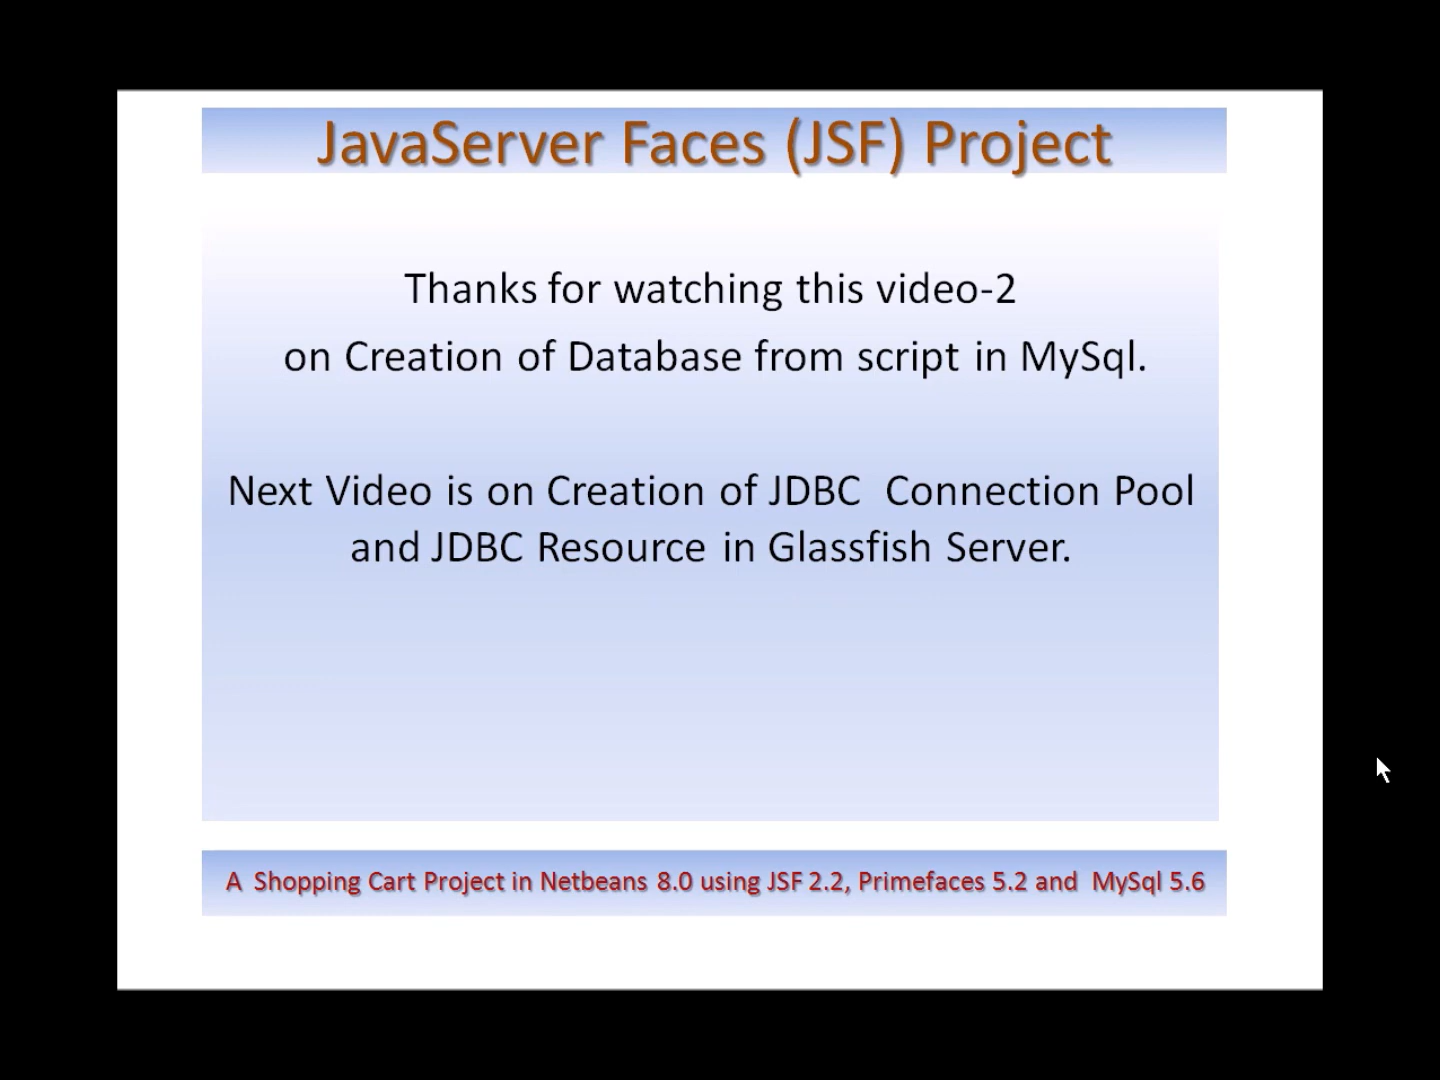 JavaServer Faces (JSF) Project
Thanks for watching this video-2
on Creation of Database from script in MySql.
Next Video is on Creation of JDBC  Connection Pool
and JDBC Resource in Glassfish Server.
A  Shopping Cart Project in Netbeans 8.0 using JSF 2.2, Primefaces 5.2 and  MySql 5.6